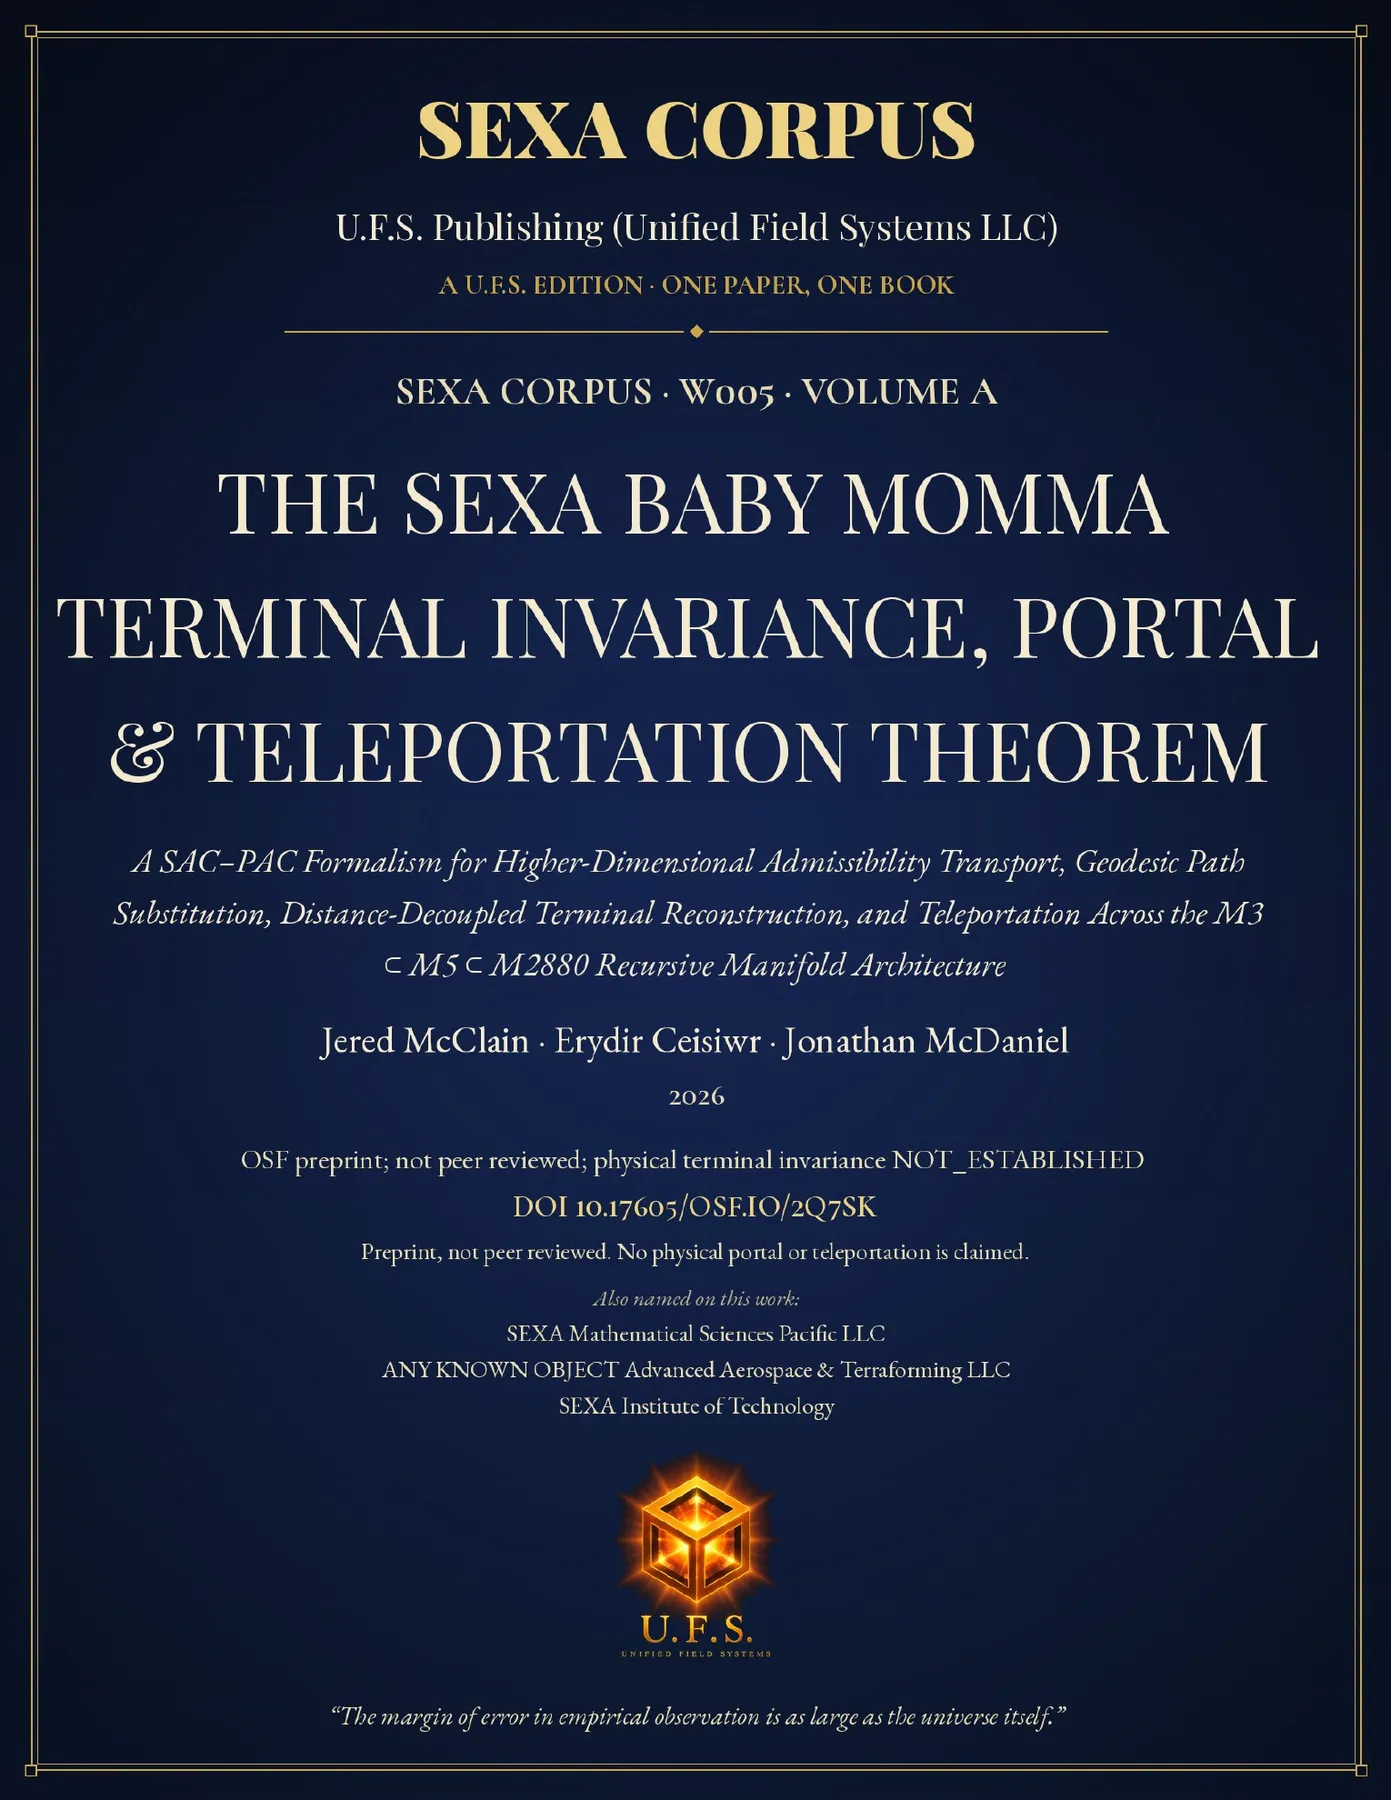 SEXA CORPUS
U.F.S. Publishing (Unified Field Systems LLC)
A U.F.S. EDITION · ONE PAPER, ONE BOOK
SEXA CORPUS · W005 · VOLUME A
THE SEXA BABY MOMMA
TERMINAL INVARIANCE, PORTAL
& TELEPORTATION THEOREM
A SAC–PAC Formalism for Higher-Dimensional Admissibility Transport, Geodesic Path
Substitution, Distance-Decoupled Terminal Reconstruction, and Teleportation Across the M3
⊂ M5 ⊂ M2880 Recursive Manifold Architecture
Jered McClain · Erydir Ceisiwr · Jonathan McDaniel
2026
OSF preprint; not peer reviewed; physical terminal invariance NOT_ESTABLISHED
DOI 10.17605/OSF.IO/2Q7SK
Preprint, not peer reviewed. No physical portal or teleportation is claimed.
Also named on this work:
SEXA Mathematical Sciences Pacific LLC
ANY KNOWN OBJECT Advanced Aerospace & Terraforming LLC
SEXA Institute of Technology
U.F.S.
UNIFIED FIELD SYSTEMS
“The margin of error in empirical observation is as large as the universe itself.”